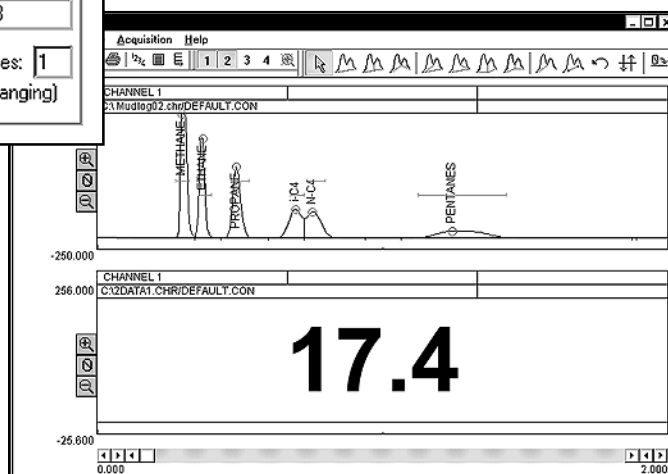 3
es: 1
anging)
Acquisition Help
1 2 3 4
CHANNEL 1
C:\Mudlog02.chr/DEFAULT.CON
METHANE
ETHANE
PROPANE
i-C4
N-C4
PENTANES
-250.000
CHANNEL 1
256.000 C:\2DATA1.CHR/DEFAULT.CON
17.4
-25.600
0.000 2.000